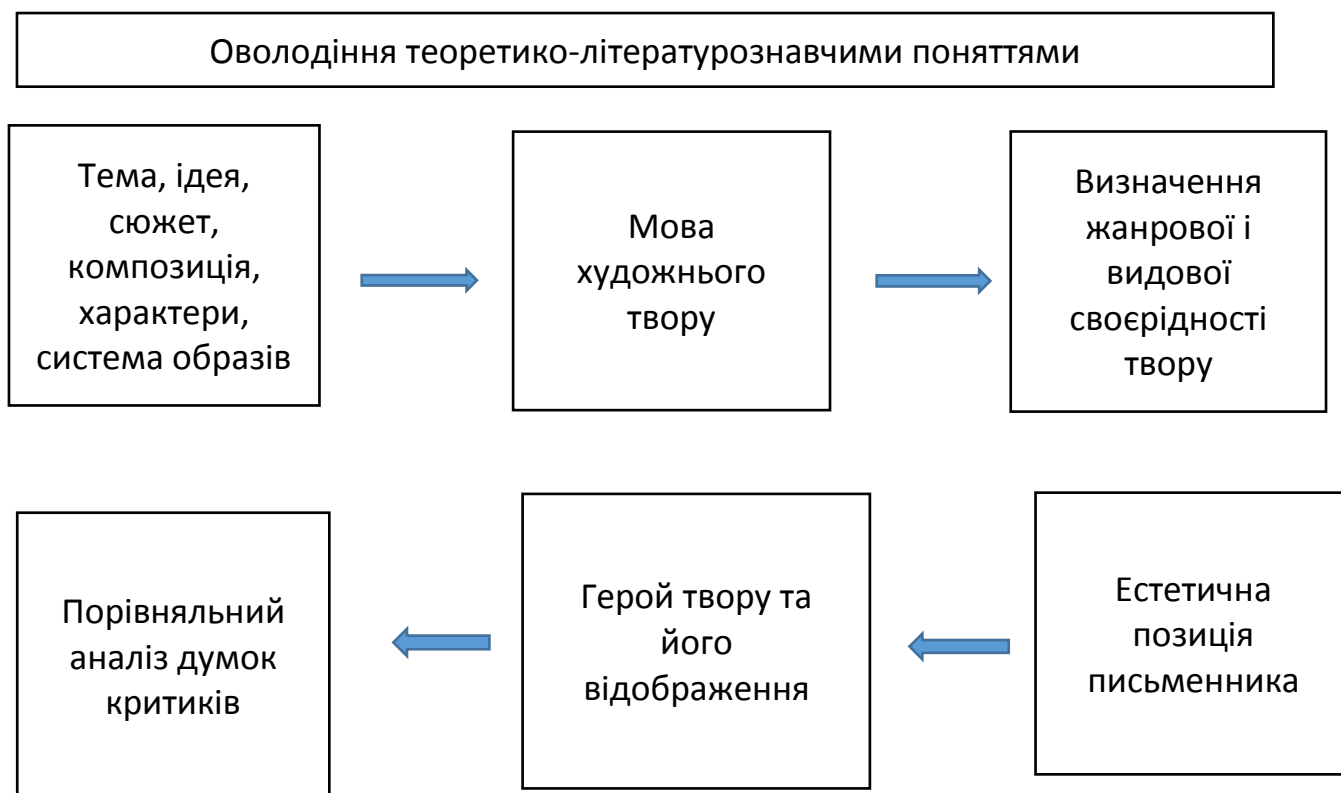 Оволодіння теоретико-літературознавчими поняттями
Тема, ідея,
сюжет,
композиція,
характери,
система образів
Мова
художнього
твору
Визначення
жанрової і
видової
своєрідності
твору
Порівняльний
аналіз думок
критиків
Герой твору та
його
відображення
Естетична
позиція
письменника